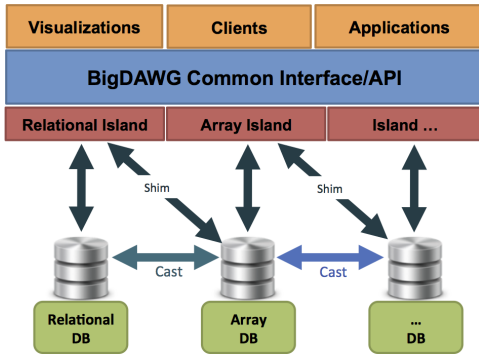 Visualizations
Clients
Applications
BigDAWG Common Interface/API
Relational Island
Array Island
Island ...
Shim
Shim
Cast
Cast
Relational
DB
Array
DB
...
DB